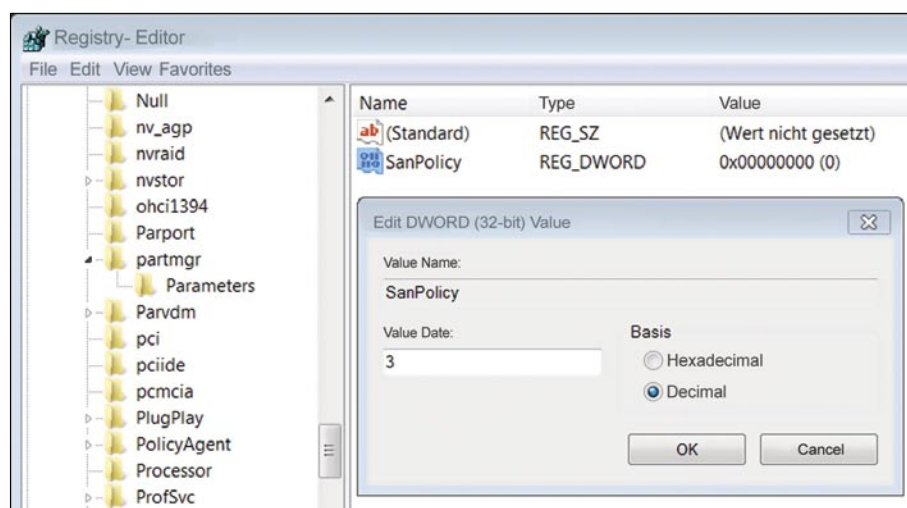 Registry- Editor
File Edit View Favorites
Null
nv_agp
nvraid
nvstor
ohci1394
Parport
partmgr
Parameters
Parvdm
pci
pciide
pcmcia
PlugPlay
PolicyAgent
Processor
ProfSvc
Name Type Value
ab (Standard) REG_SZ (Wert nicht gesetzt)
SanPolicy REG_DWORD 0x00000000 (0)
Edit DWORD (32-bit) Value
Value Name:
SanPolicy
Value Date:
3
Basis
Hexadecimal
Decimal
OK Cancel